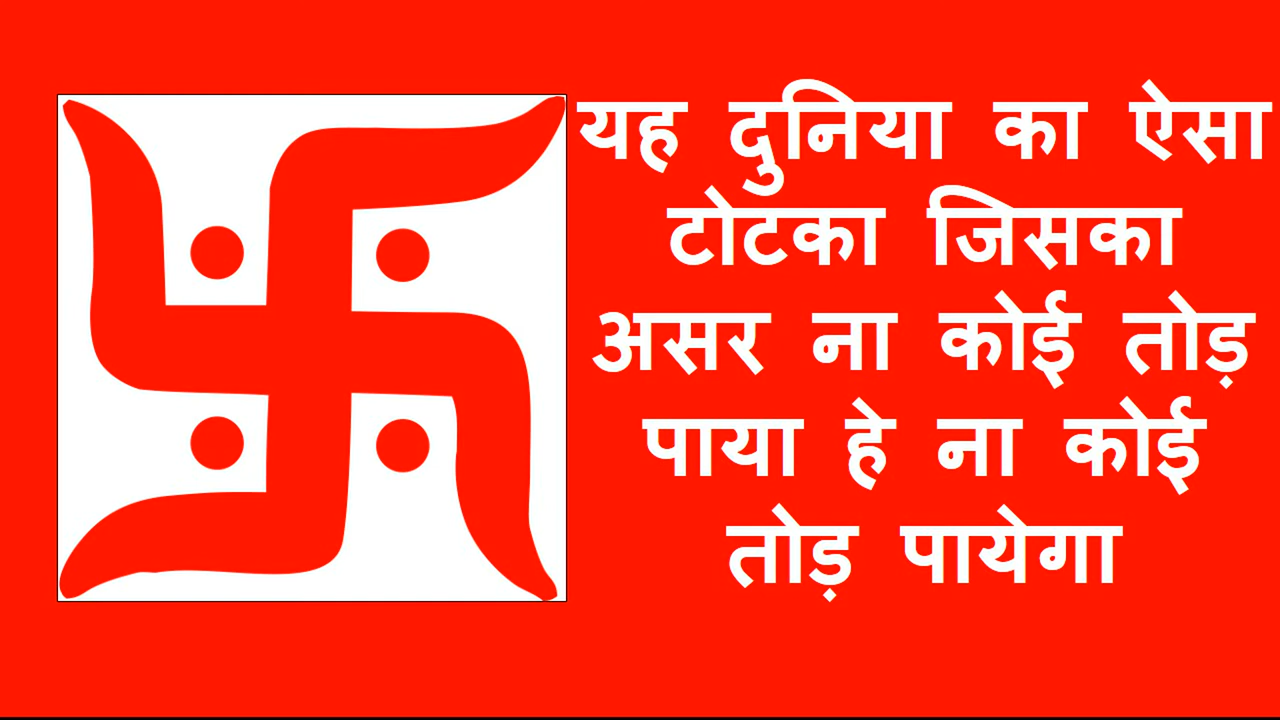 यह दुनिया का ऐसा
टोटका जिसका
असर ना कोई तोड़
पाया हे ना कोई
तोड़ पायेगा